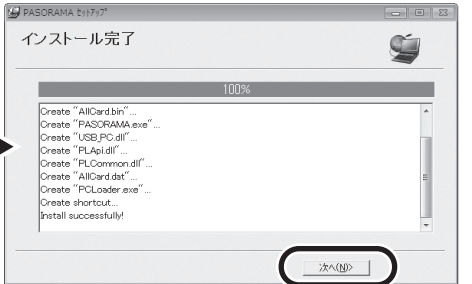 PASORAMA ｾｯﾄｱｯﾌﾟ
インストール完了
100%
Create "AllCard.bin"...
Create "PASORAMA.exe"...
Create "USB_PC.dll"...
Create "PLApi.dll"...
Create "PLCommon.dll"...
Create "AllCard.dat"...
Create "PCLoader.exe"...
Create shortcut...
Install successfully!
次へ(N)>